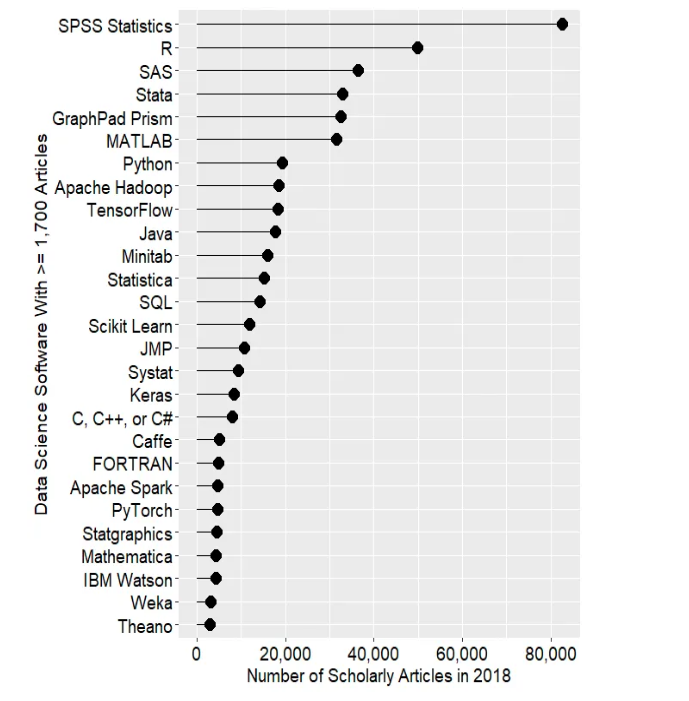 SPSS Statistics
R
SAS
Stata
GraphPad Prism
MATLAB
Python
Apache Hadoop
TensorFlow
Java
Minitab
Statistica
SQL
Scikit Learn
JMP
Systat
Keras
C, C++, or C#
Caffe
FORTRAN
Apache Spark
PyTorch
Statgraphics
Mathematica
IBM Watson
Weka
Theano
Data Science Software With >= 1,700 Articles
0 20,000 40,000 60,000 80,000
Number of Scholarly Articles in 2018